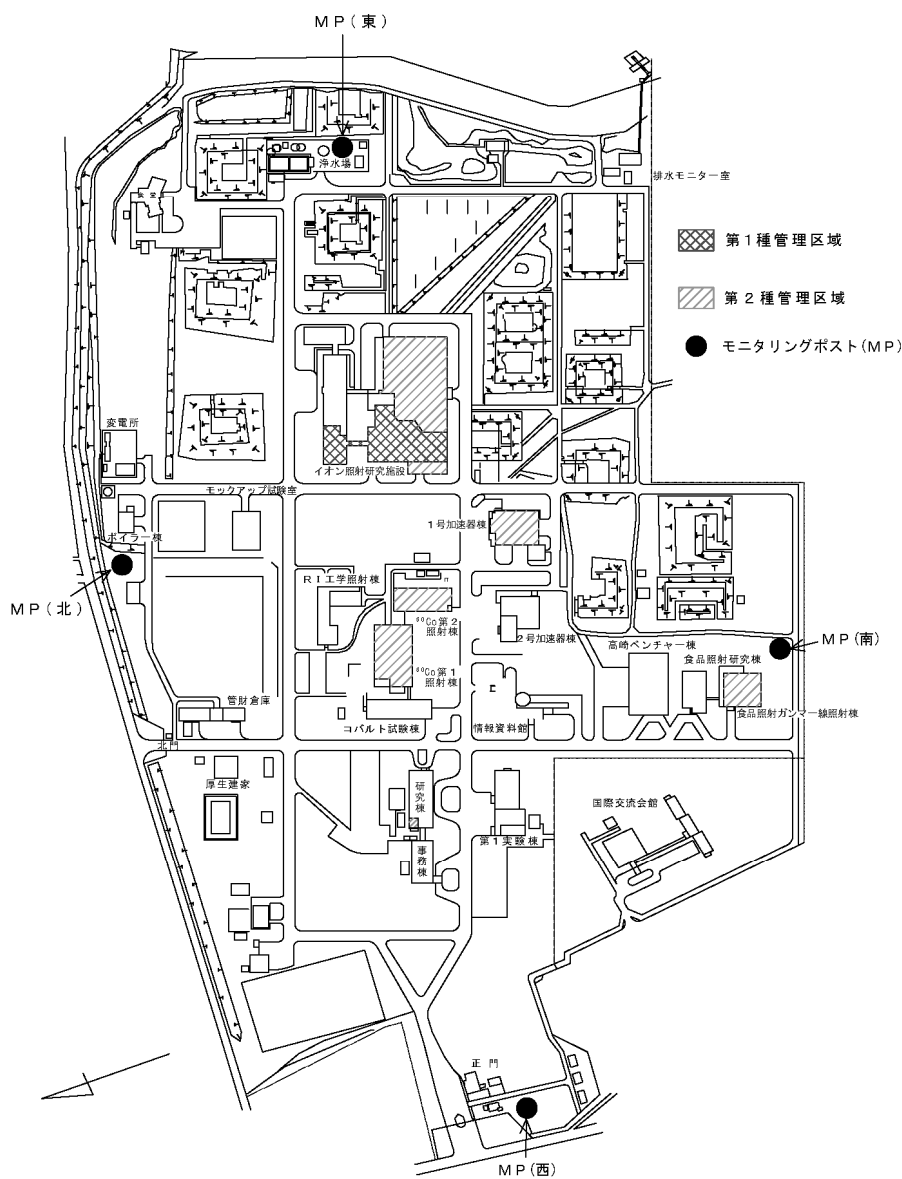 MP(東)
浄水場
排水モニター室
食堂
第1種管理区域
第2種管理区域
モニタリングポスト(MP)
変電所
イオン照射研究施設
モックアップ試験室
1号加速器棟
ボイラー棟
RI工学照射棟
MP(北)
⁶⁰Co第2
照射棟
2号加速器棟
高崎ベンチャー棟
MP(南)
食品照射研究棟
⁶⁰Co第1
照射棟
管財倉庫
食品照射ガンマー線照射棟
コバルト試験棟
情報資料館
北門
厚生建家
研究棟
国際交流会館
第1実験棟
事務棟
正門
MP(西)